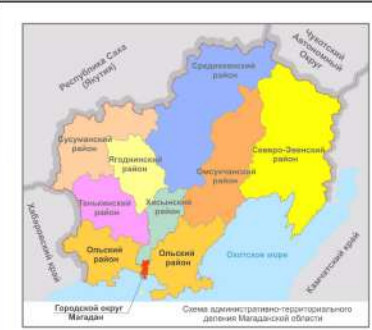 Чукотский
Автономный
Округ
Республика Саха
(Якутия)
Среднеканский
район
Сусуманский
район
Ягоднинский
район
Северо-Эвенский
район
Омсукчанский
район
Тенькинский
район
Хасынский
район
Хабаровский край
Ольский
район
Ольский
район
Охотское море
Камчатский край
Городской округ
Магадан
Схема административно-территориального
деления Магаданской области